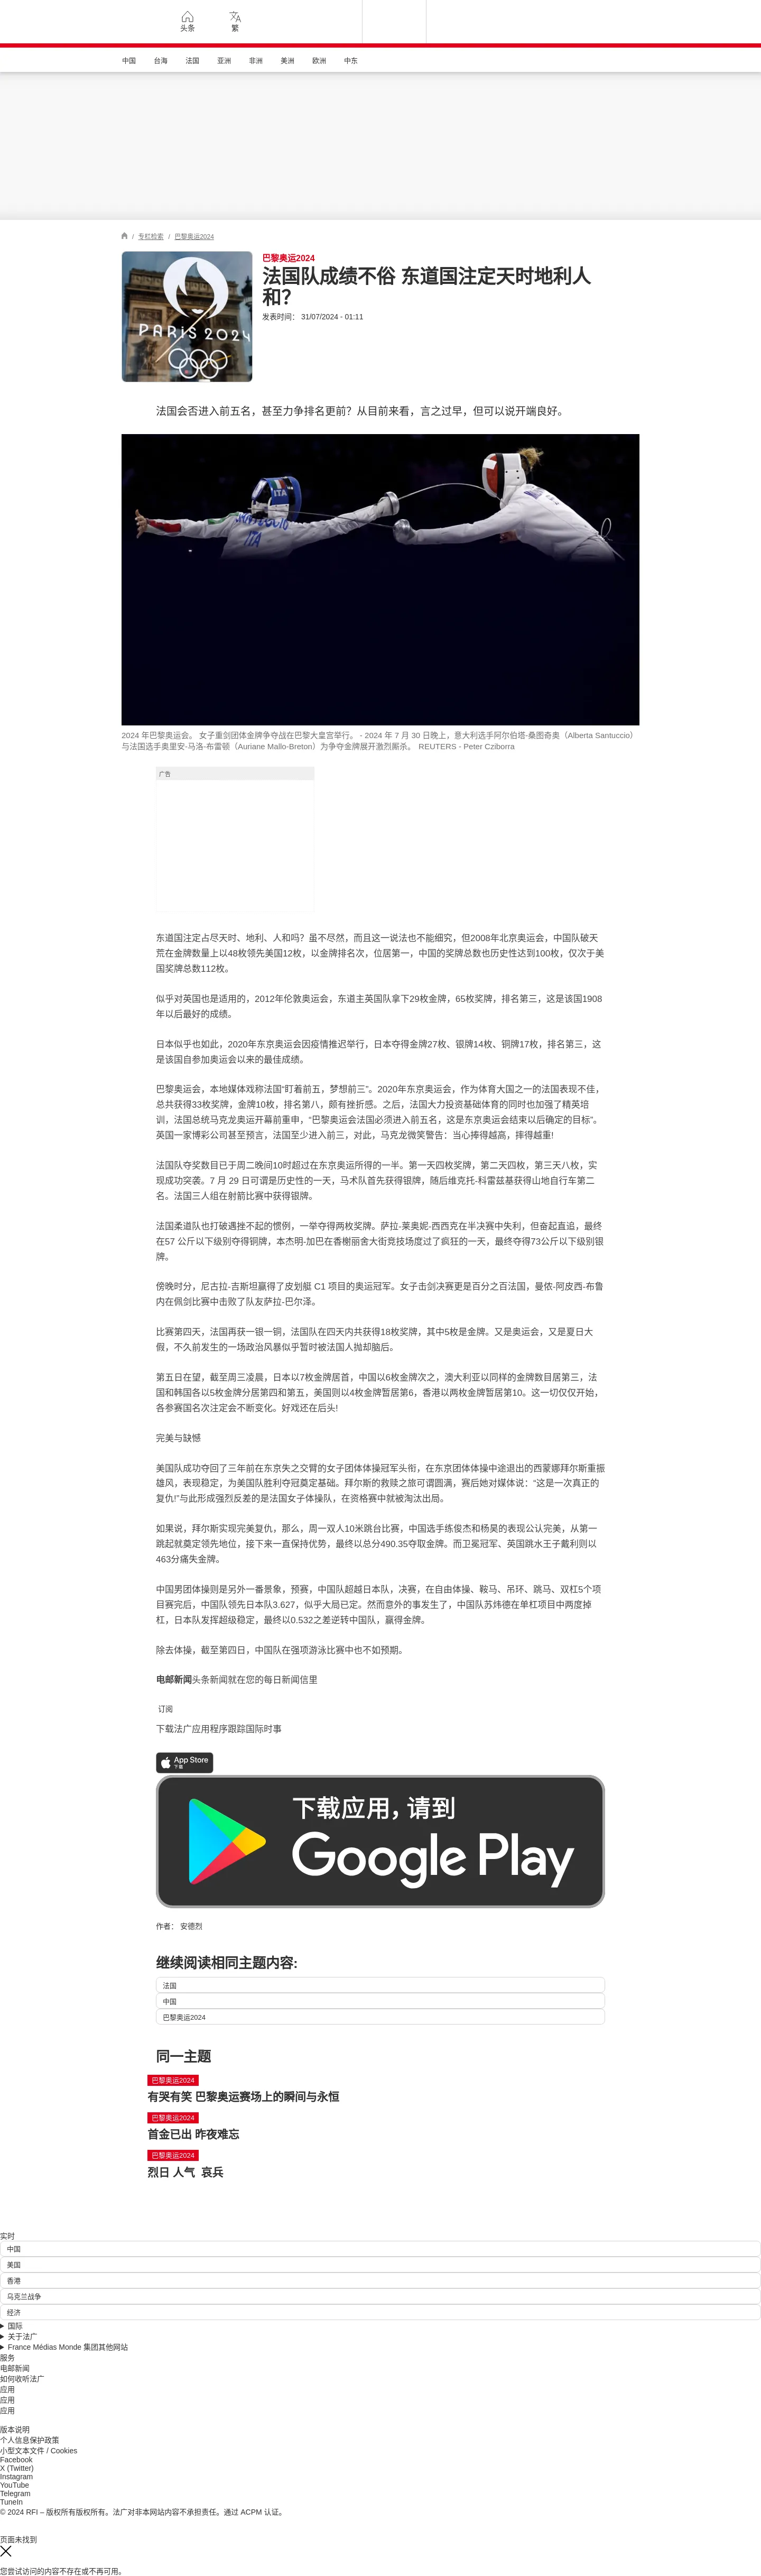 头条
繁
中国 台海 法国 亚洲 非洲 美洲 欧洲 中东
/ 专栏检索 / 巴黎奥运2024
PARIS 2024
巴黎奥运2024
法国队成绩不俗 东道国注定天时地利人
和？
发表时间： 31/07/2024 - 01:11
法国会否进入前五名，甚至力争排名更前？从目前来看，言之过早，但可以说开端良好。
ITA
2024 年巴黎奥运会。 女子重剑团体金牌争夺战在巴黎大皇宫举行。 - 2024 年 7 月 30 日晚上，意大利选手阿尔伯塔-桑图奇奥（Alberta Santuccio）
与法国选手奥里安-马洛-布雷顿（Auriane Mallo-Breton）为争夺金牌展开激烈厮杀。 REUTERS - Peter Cziborra
广告
东道国注定占尽天时、地利、人和吗？虽不尽然，而且这一说法也不能细究，但2008年北京奥运会，中国队破天
荒在金牌数量上以48枚领先美国12枚，以金牌排名次，位居第一，中国的奖牌总数也历史性达到100枚，仅次于美
国奖牌总数112枚。
似乎对英国也是适用的，2012年伦敦奥运会，东道主英国队拿下29枚金牌，65枚奖牌，排名第三，这是该国1908
年以后最好的成绩。
日本似乎也如此，2020年东京奥运会因疫情推迟举行，日本夺得金牌27枚、银牌14枚、铜牌17枚，排名第三，这
是该国自参加奥运会以来的最佳成绩。
巴黎奥运会，本地媒体戏称法国“盯着前五，梦想前三”。2020年东京奥运会，作为体育大国之一的法国表现不佳，
总共获得33枚奖牌，金牌10枚，排名第八，颇有挫折感。之后，法国大力投资基础体育的同时也加强了精英培
训，法国总统马克龙奥运开幕前重申，“巴黎奥运会法国必须进入前五名，这是东京奥运会结束以后确定的目标”。
英国一家博彩公司甚至预言，法国至少进入前三，对此，马克龙微笑警告：当心捧得越高，摔得越重!
法国队夺奖数目已于周二晚间10时超过在东京奥运所得的一半。第一天四枚奖牌，第二天四枚，第三天八枚，实
现成功突袭。7 月 29 日可谓是历史性的一天，马术队首先获得银牌，随后维克托-科雷兹基获得山地自行车第二
名。法国三人组在射箭比赛中获得银牌。
法国柔道队也打破遇挫不起的惯例，一举夺得两枚奖牌。萨拉-莱奥妮-西西克在半决赛中失利，但奋起直追，最终
在57 公斤以下级别夺得铜牌，本杰明-加巴在香榭丽舍大街竞技场度过了疯狂的一天，最终夺得73公斤以下级别银
牌。
傍晚时分，尼古拉-吉斯坦赢得了皮划艇 C1 项目的奥运冠军。女子击剑决赛更是百分之百法国，曼侬-阿皮西-布鲁
内在佩剑比赛中击败了队友萨拉-巴尔泽。
比赛第四天，法国再获一银一铜，法国队在四天内共获得18枚奖牌，其中5枚是金牌。又是奥运会，又是夏日大
假，不久前发生的一场政治风暴似乎暂时被法国人抛却脑后。
第五日在望，截至周三凌晨，日本以7枚金牌居首，中国以6枚金牌次之，澳大利亚以同样的金牌数目居第三，法
国和韩国各以5枚金牌分居第四和第五，美国则以4枚金牌暂居第6，香港以两枚金牌暂居第10。这一切仅仅开始，
各参赛国名次注定会不断变化。好戏还在后头!
完美与缺憾
美国队成功夺回了三年前在东京失之交臂的女子团体体操冠军头衔，在东京团体体操中途退出的西蒙娜拜尔斯重振
雄风，表现稳定，为美国队胜利夺冠奠定基础。拜尔斯的救赎之旅可谓圆满，赛后她对媒体说：“这是一次真正的
复仇!”与此形成强烈反差的是法国女子体操队，在资格赛中就被淘汰出局。
如果说，拜尔斯实现完美复仇，那么，周一双人10米跳台比赛，中国选手练俊杰和杨昊的表现公认完美，从第一
跳起就奠定领先地位，接下来一直保持优势，最终以总分490.35夺取金牌。而卫冕冠军、英国跳水王子戴利则以
463分痛失金牌。
中国男团体操则是另外一番景象，预赛，中国队超越日本队，决赛，在自由体操、鞍马、吊环、跳马、双杠5个项
目赛完后，中国队领先日本队3.627，似乎大局已定。然而意外的事发生了，中国队苏炜德在单杠项目中两度掉
杠，日本队发挥超级稳定，最终以0.532之差逆转中国队，赢得金牌。
除去体操，截至第四日，中国队在强项游泳比赛中也不如预期。
电邮新闻头条新闻就在您的每日新闻信里
订阅
下载法广应用程序跟踪国际时事
App Store
下载
下载应用，请到
Google Play
作者： 安德烈
继续阅读相同主题内容:
法国
中国
巴黎奥运2024
同一主题
巴黎奥运2024
有哭有笑 巴黎奥运赛场上的瞬间与永恒
巴黎奥运2024
首金已出 昨夜难忘
巴黎奥运2024
烈日 人气 哀兵
实时
中国
美国
香港
乌克兰战争
经济
国际
关于法广
France Médias Monde 集团其他网站
服务
电邮新闻
如何收听法广
应用
应用
应用
版本说明
个人信息保护政策
小型文本文件 / Cookies
Facebook
X (Twitter)
Instagram
YouTube
Telegram
TuneIn
© 2024 RFI – 版权所有版权所有。法广对非本网站内容不承担责任。通过 ACPM 认证。
页面未找到
您尝试访问的内容不存在或不再可用。